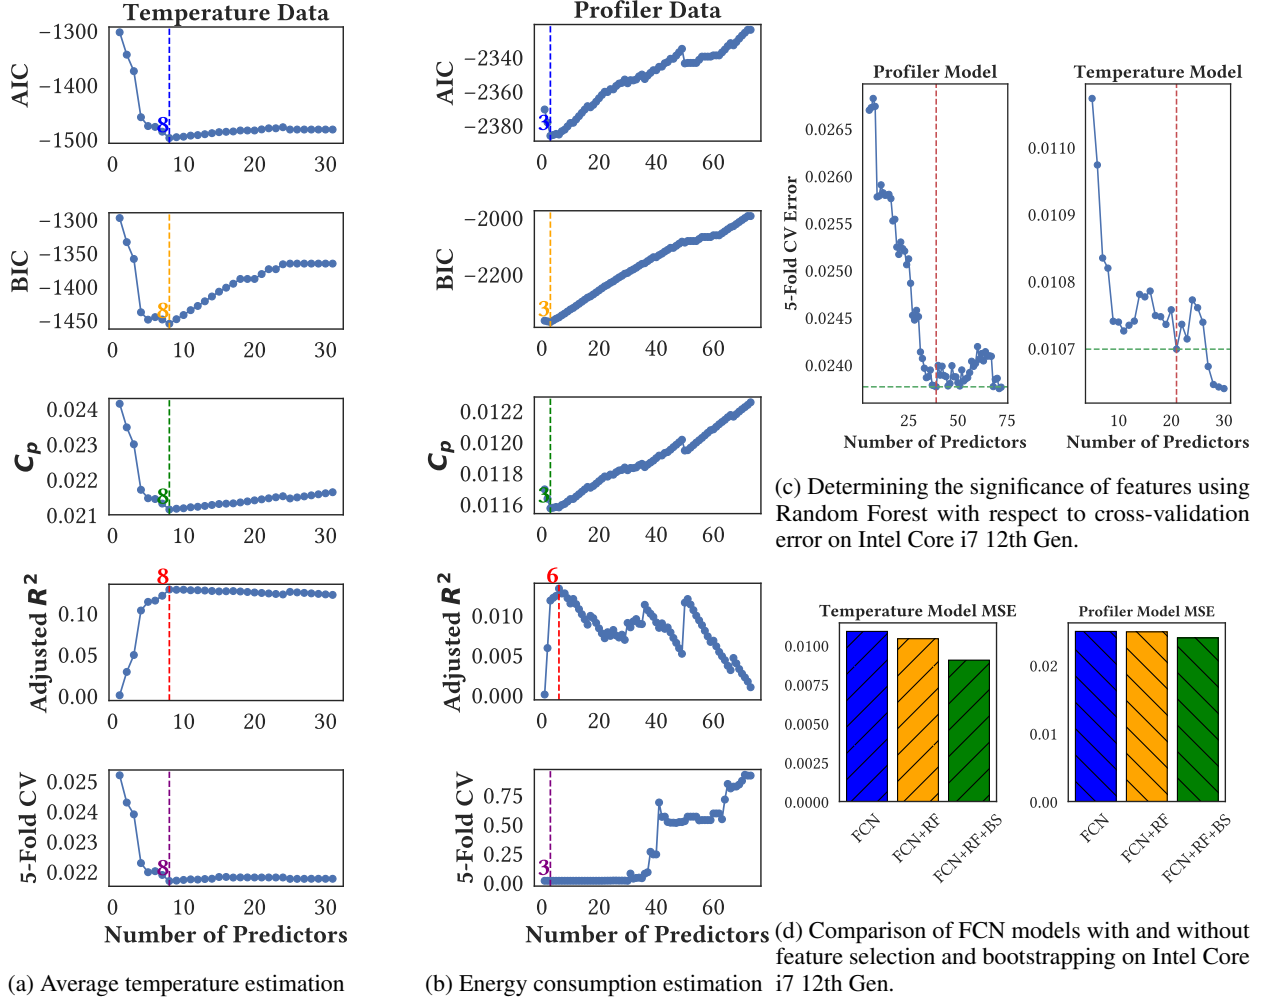 Temperature Data
AIC
−1300
−1400
−1500
8
0 10 20 30
BIC
−1300
−1350
−1400
−1450
8
0 10 20 30
Cp
0.024
0.023
0.022
0.021
8
0 10 20 30
Adjusted R²
0.10
0.05
0.00
8
0 10 20 30
5-Fold CV
0.025
0.024
0.023
0.022
8
0 10 20 30
Number of Predictors
(a) Average temperature estimation
Profiler Data
AIC
−2340
−2360
−2380
3
0 20 40 60
BIC
−2000
−2200
3
0 20 40 60
Cp
0.0122
0.0120
0.0118
0.0116
3
0 20 40 60
Adjusted R²
0.010
0.005
0.000
6
0 20 40 60
5-Fold CV
0.75
0.50
0.25
0.00
3
0 20 40 60
Number of Predictors
(b) Energy consumption estimation
Profiler Model
5-Fold CV Error
0.0265
0.0260
0.0255
0.0250
0.0245
0.0240
25 50 75
Number of Predictors
Temperature Model
0.0110
0.0109
0.0108
0.0107
10 20 30
Number of Predictors
(c) Determining the significance of features using
Random Forest with respect to cross-validation
error on Intel Core i7 12th Gen.
Temperature Model MSE
0.0100
0.0075
0.0050
0.0025
0.0000
FCN
FCN+RF
FCN+RF+BS
Profiler Model MSE
0.02
0.01
0.00
FCN
FCN+RF
FCN+RF+BS
(d) Comparison of FCN models with and without
feature selection and bootstrapping on Intel Core
i7 12th Gen.